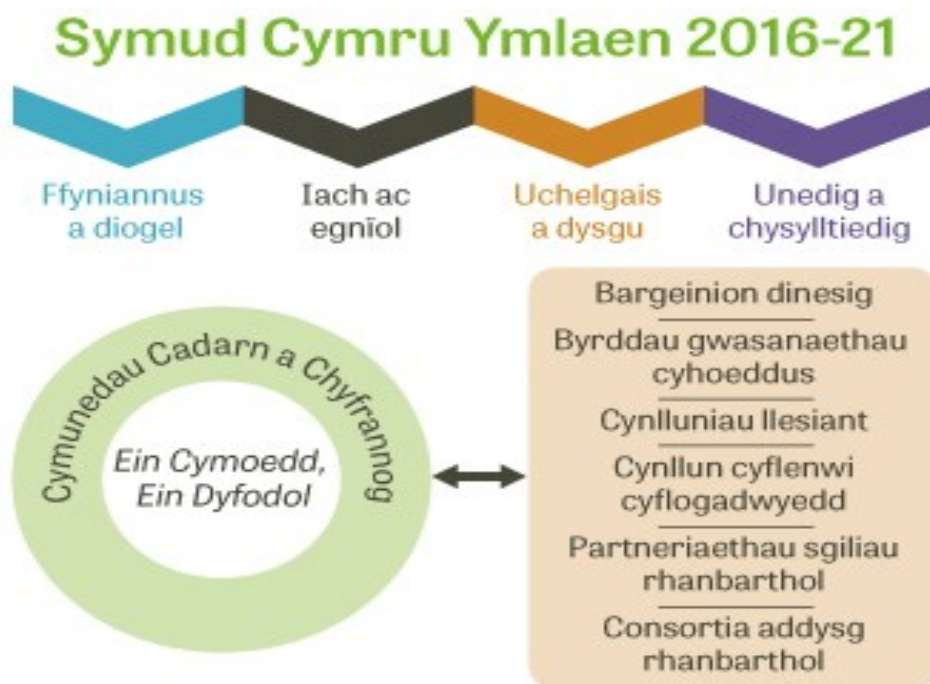 Symud Cymru Ymlaen 2016-21
Ffyniannus
a diogel
Iach ac
egnïol
Uchelgais
a dysgu
Unedig a
chysylltiedig
Cymunedau Cadarn a Chyfrannog
Ein Cymoedd,
Ein Dyfodol
Bargeinion dinesig
Byrddau gwasanaethau
cyhoeddus
Cynlluniau llesiant
Cynllun cyflenwi
cyflogadwyedd
Partneriaethau sgiliau
rhanbarthol
Consortia addysg
rhanbarthol